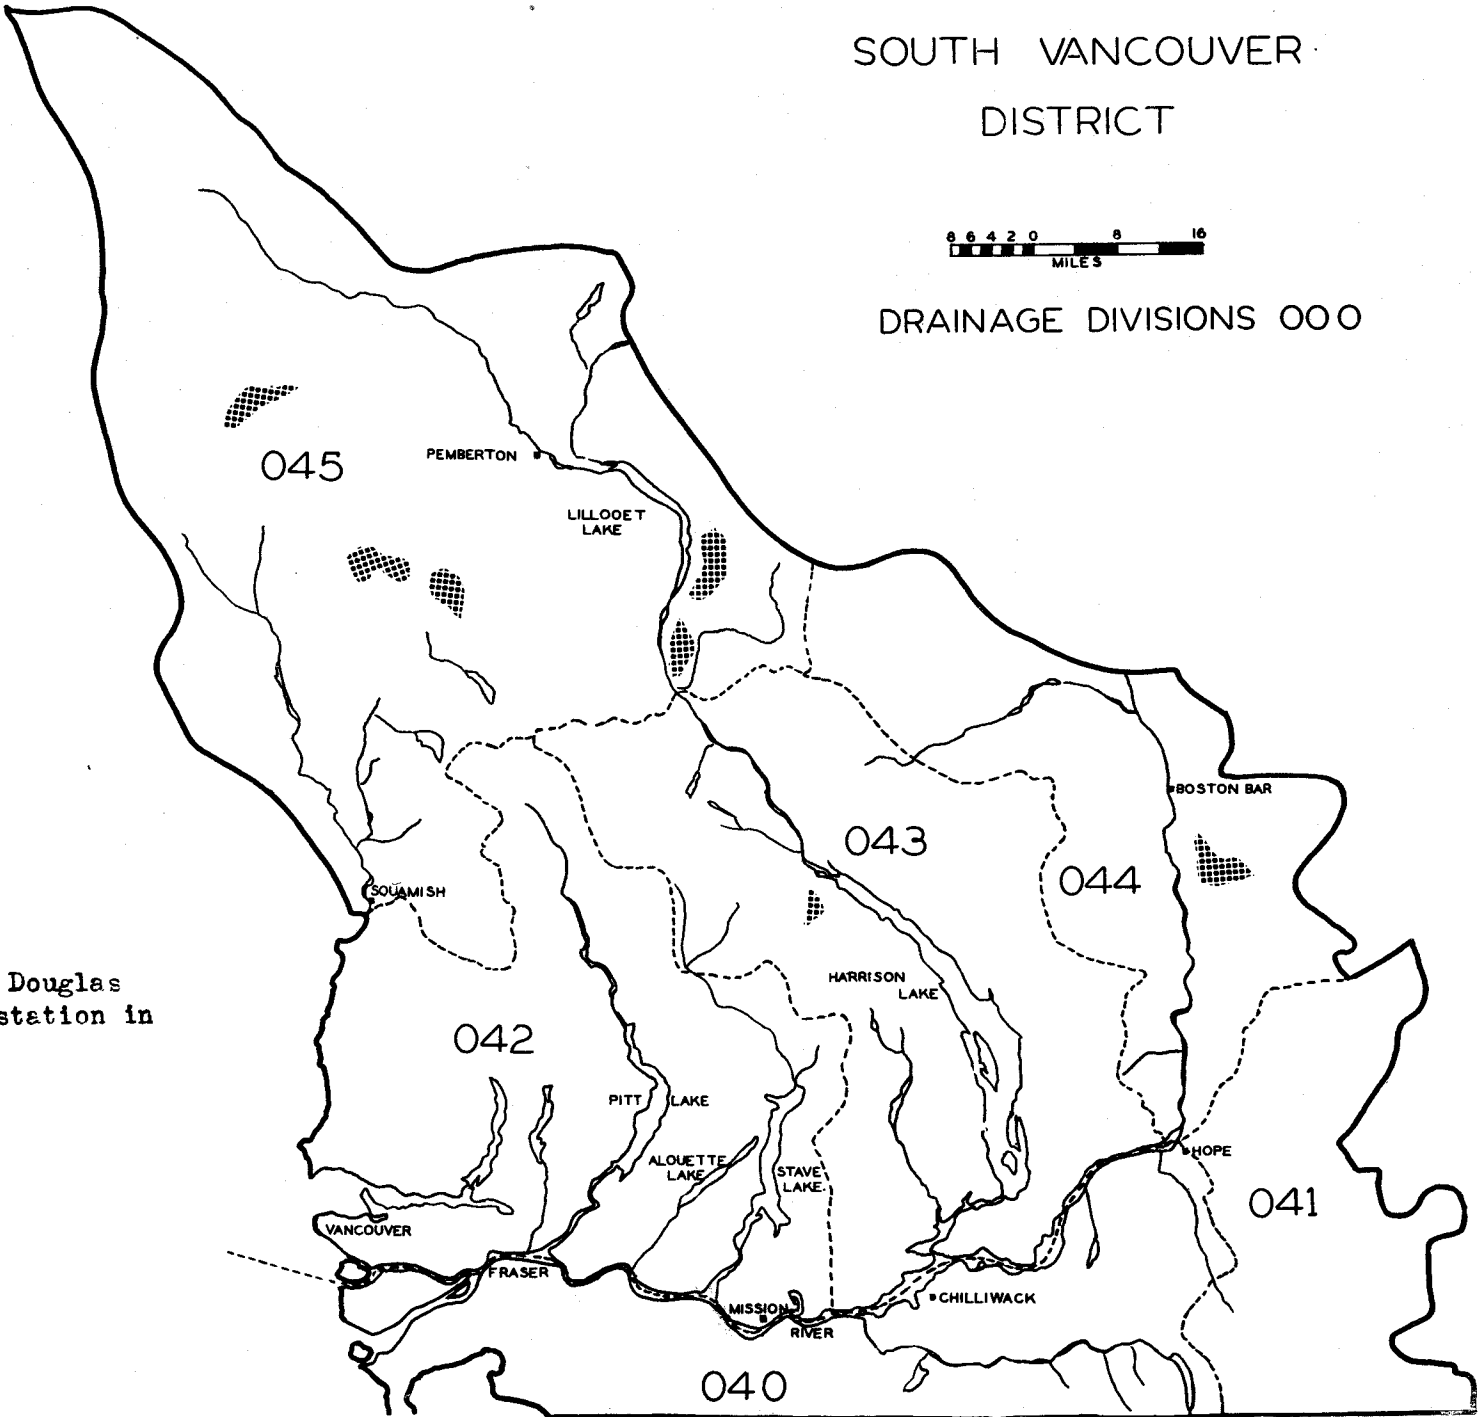 SOUTH VANCOUVER
DISTRICT
8 6 4 2 0 8 16
MILES
DRAINAGE DIVISIONS 000
045
PEMBERTON
LILLOOET
LAKE
BOSTON BAR
043
044
SQUAMISH
HARRISON
LAKE
Douglas
station in
042
PITT LAKE
ALOUETTE
LAKE
STAVE
LAKE
HOPE
041
VANCOUVER
FRASER
CHILLIWACK
MISSION
RIVER
040